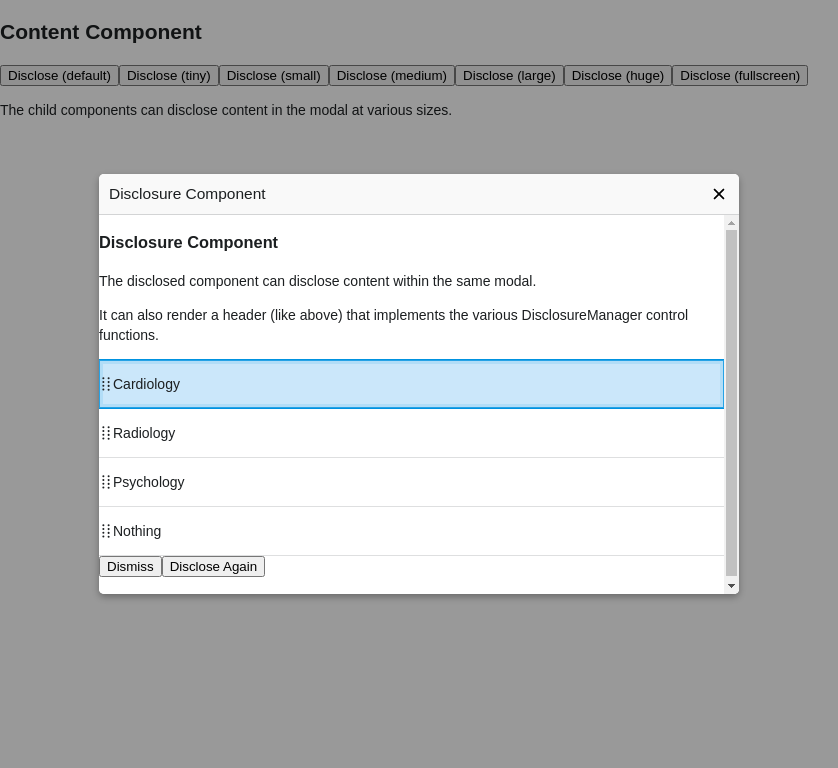 Content Component
Disclose (default) Disclose (tiny) Disclose (small) Disclose (medium) Disclose (large) Disclose (huge) Disclose (fullscreen)
The child components can disclose content in the modal at various sizes.
Disclosure Component
Disclosure Component
The disclosed component can disclose content within the same modal.
It can also render a header (like above) that implements the various DisclosureManager control
functions.
Cardiology
Radiology
Psychology
Nothing
Dismiss Disclose Again